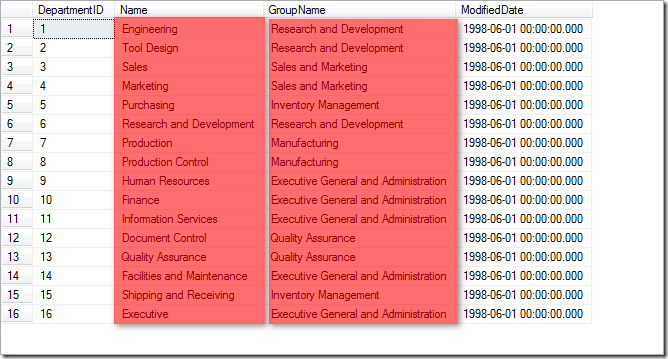 DepartmentID Name GroupName ModifiedDate
1 1 Engineering Research and Development 1998-06-01 00:00:00.000
2 2 Tool Design Research and Development 1998-06-01 00:00:00.000
3 3 Sales Sales and Marketing 1998-06-01 00:00:00.000
4 4 Marketing Sales and Marketing 1998-06-01 00:00:00.000
5 5 Purchasing Inventory Management 1998-06-01 00:00:00.000
6 6 Research and Development Research and Development 1998-06-01 00:00:00.000
7 7 Production Manufacturing 1998-06-01 00:00:00.000
8 8 Production Control Manufacturing 1998-06-01 00:00:00.000
9 9 Human Resources Executive General and Administration 1998-06-01 00:00:00.000
10 10 Finance Executive General and Administration 1998-06-01 00:00:00.000
11 11 Information Services Executive General and Administration 1998-06-01 00:00:00.000
12 12 Document Control Quality Assurance 1998-06-01 00:00:00.000
13 13 Quality Assurance Quality Assurance 1998-06-01 00:00:00.000
14 14 Facilities and Maintenance Executive General and Administration 1998-06-01 00:00:00.000
15 15 Shipping and Receiving Inventory Management 1998-06-01 00:00:00.000
16 16 Executive Executive General and Administration 1998-06-01 00:00:00.000